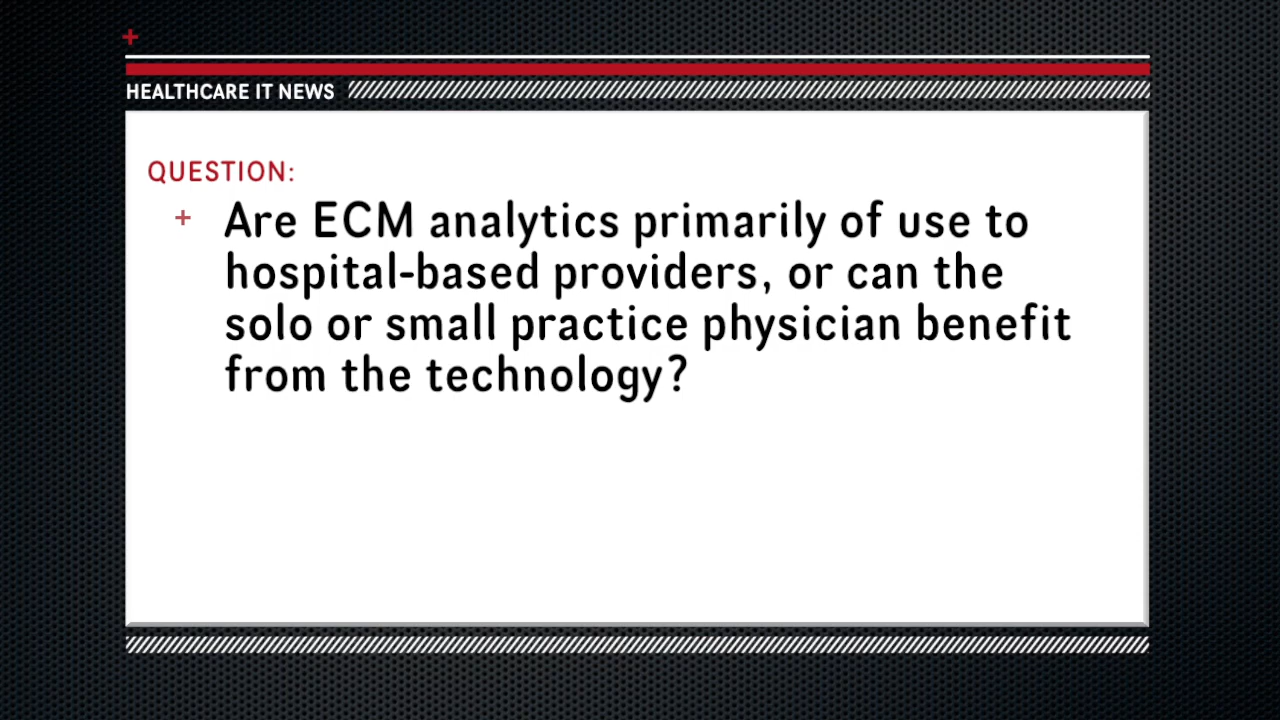 +
HEALTHCARE IT NEWS
QUESTION:
+ Are ECM analytics primarily of use to
hospital-based providers, or can the
solo or small practice physician benefit
from the technology?